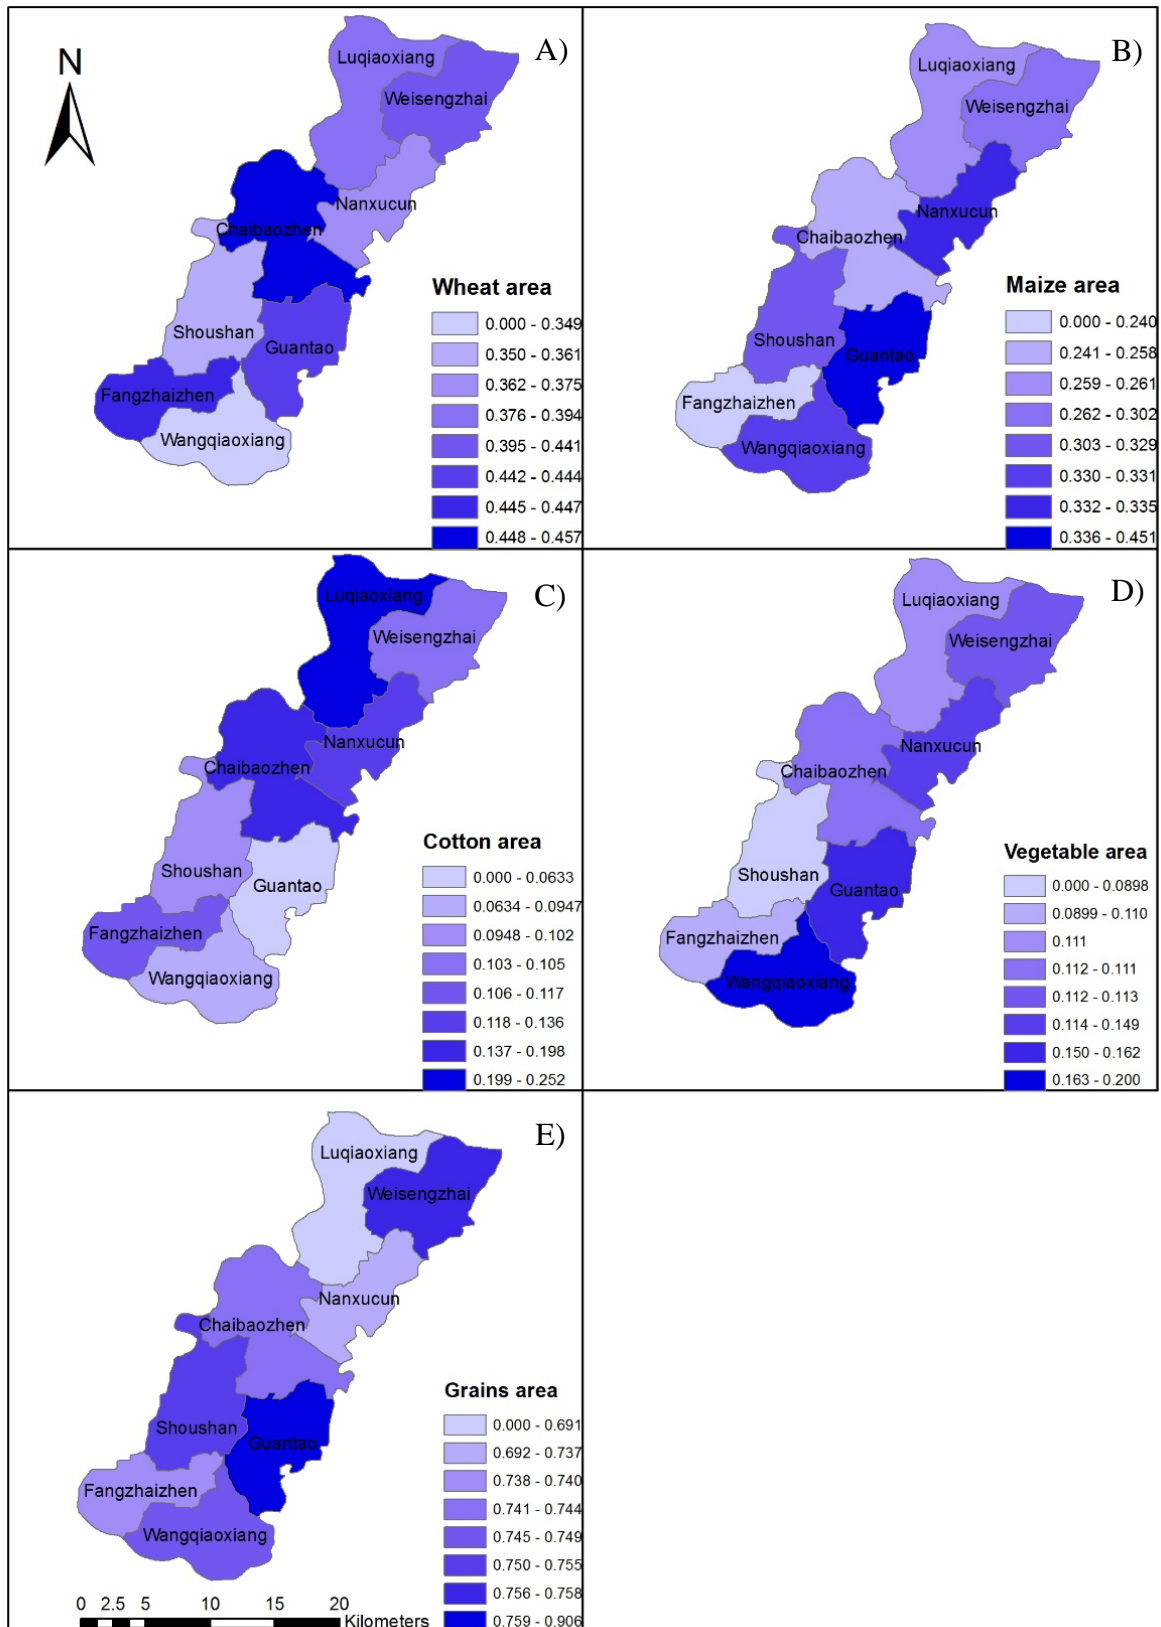 N
A)
Luqiaoxiang
Weisengzhai
Nanxucun
Chaibaozhen
Shoushan
Guantao
Fangzhaizhen
Wangqiaoxiang
Wheat area
0.000 - 0.349
0.350 - 0.361
0.362 - 0.375
0.376 - 0.394
0.395 - 0.441
0.442 - 0.444
0.445 - 0.447
0.448 - 0.457
B)
Luqiaoxiang
Weisengzhai
Nanxucun
Chaibaozhen
Shoushan
Guantao
Fangzhaizhen
Wangqiaoxiang
Maize area
0.000 - 0.240
0.241 - 0.258
0.259 - 0.261
0.262 - 0.302
0.303 - 0.329
0.330 - 0.331
0.332 - 0.335
0.336 - 0.451
C)
Luqiaoxiang
Weisengzhai
Nanxucun
Chaibaozhen
Shoushan
Guantao
Fangzhaizhen
Wangqiaoxiang
Cotton area
0.000 - 0.0633
0.0634 - 0.0947
0.0948 - 0.102
0.103 - 0.105
0.106 - 0.117
0.118 - 0.136
0.137 - 0.198
0.199 - 0.252
D)
Luqiaoxiang
Weisengzhai
Nanxucun
Chaibaozhen
Shoushan
Guantao
Fangzhaizhen
Wangqiaoxiang
Vegetable area
0.000 - 0.0898
0.0899 - 0.110
0.111
0.112 - 0.111
0.112 - 0.113
0.114 - 0.149
0.150 - 0.162
0.163 - 0.200
E)
Luqiaoxiang
Weisengzhai
Nanxucun
Chaibaozhen
Shoushan
Guantao
Fangzhaizhen
Wangqiaoxiang
Grains area
0.000 - 0.691
0.692 - 0.737
0.738 - 0.740
0.741 - 0.744
0.745 - 0.749
0.750 - 0.755
0.756 - 0.758
0.759 - 0.906
0 2.5 5 10 15 20
Kilometers